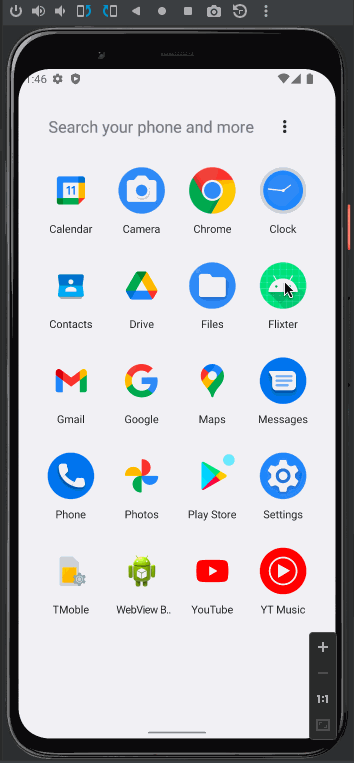 1:46
Search your phone and more
11
Calendar Camera Chrome Clock
Contacts Drive Files Flixter
Gmail Google Maps Messages
Phone Photos Play Store Settings
TMoble WebView B.. YouTube YT Music
1:1